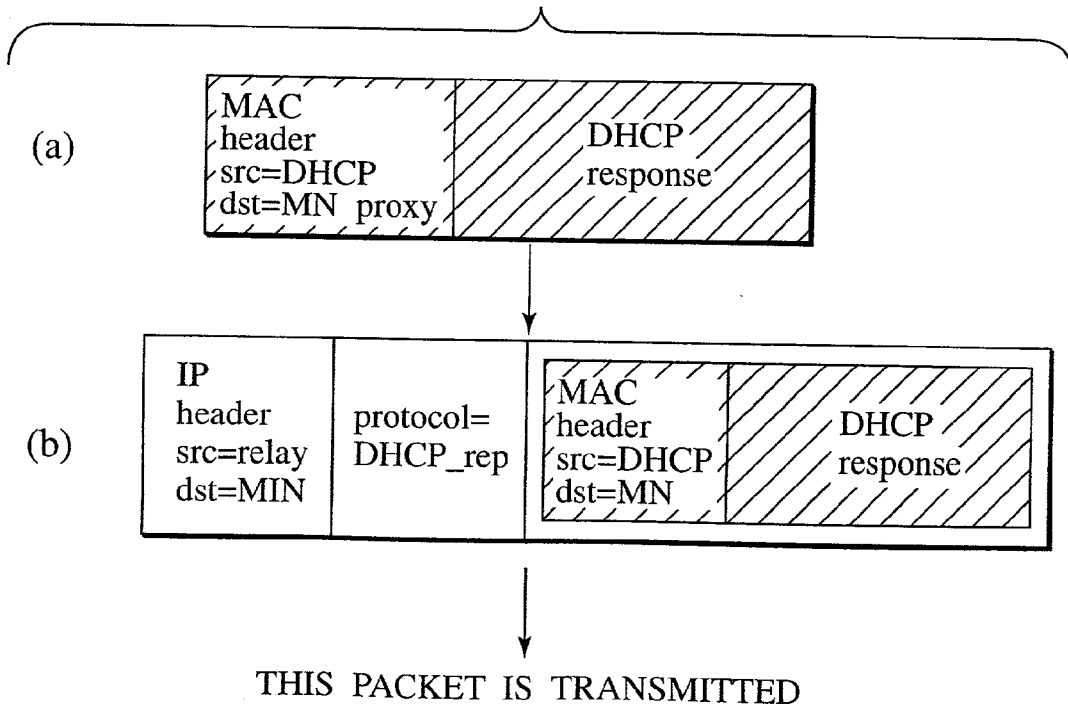 (a)
MAC
header
src=DHCP
dst=MN proxy
DHCP
response
(b)
IP
header
src=relay
dst=MIN
protocol=
DHCP_rep
MAC
header
src=DHCP
dst=MN
DHCP
response
THIS PACKET IS TRANSMITTED